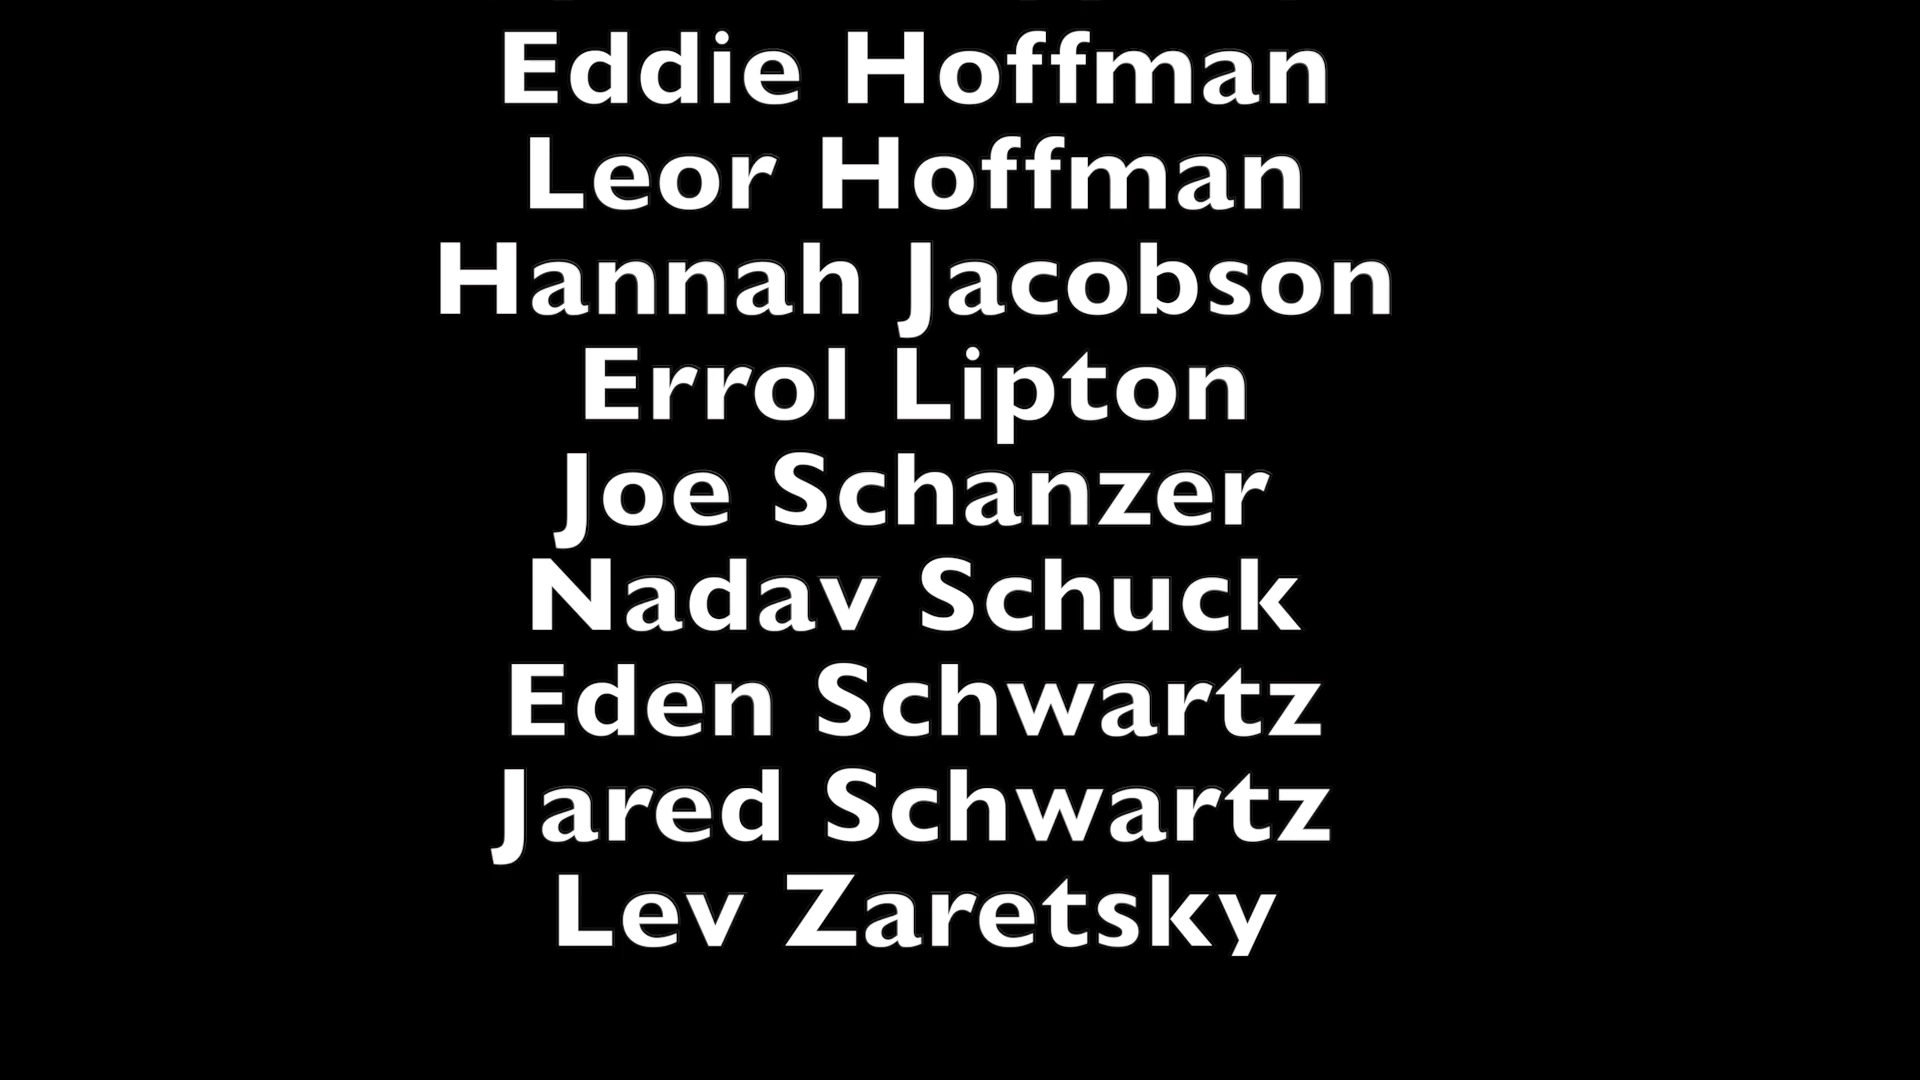 Eddie Hoffman
Leor Hoffman
Hannah Jacobson
Errol Lipton
Joe Schanzer
Nadav Schuck
Eden Schwartz
Jared Schwartz
Lev Zaretsky